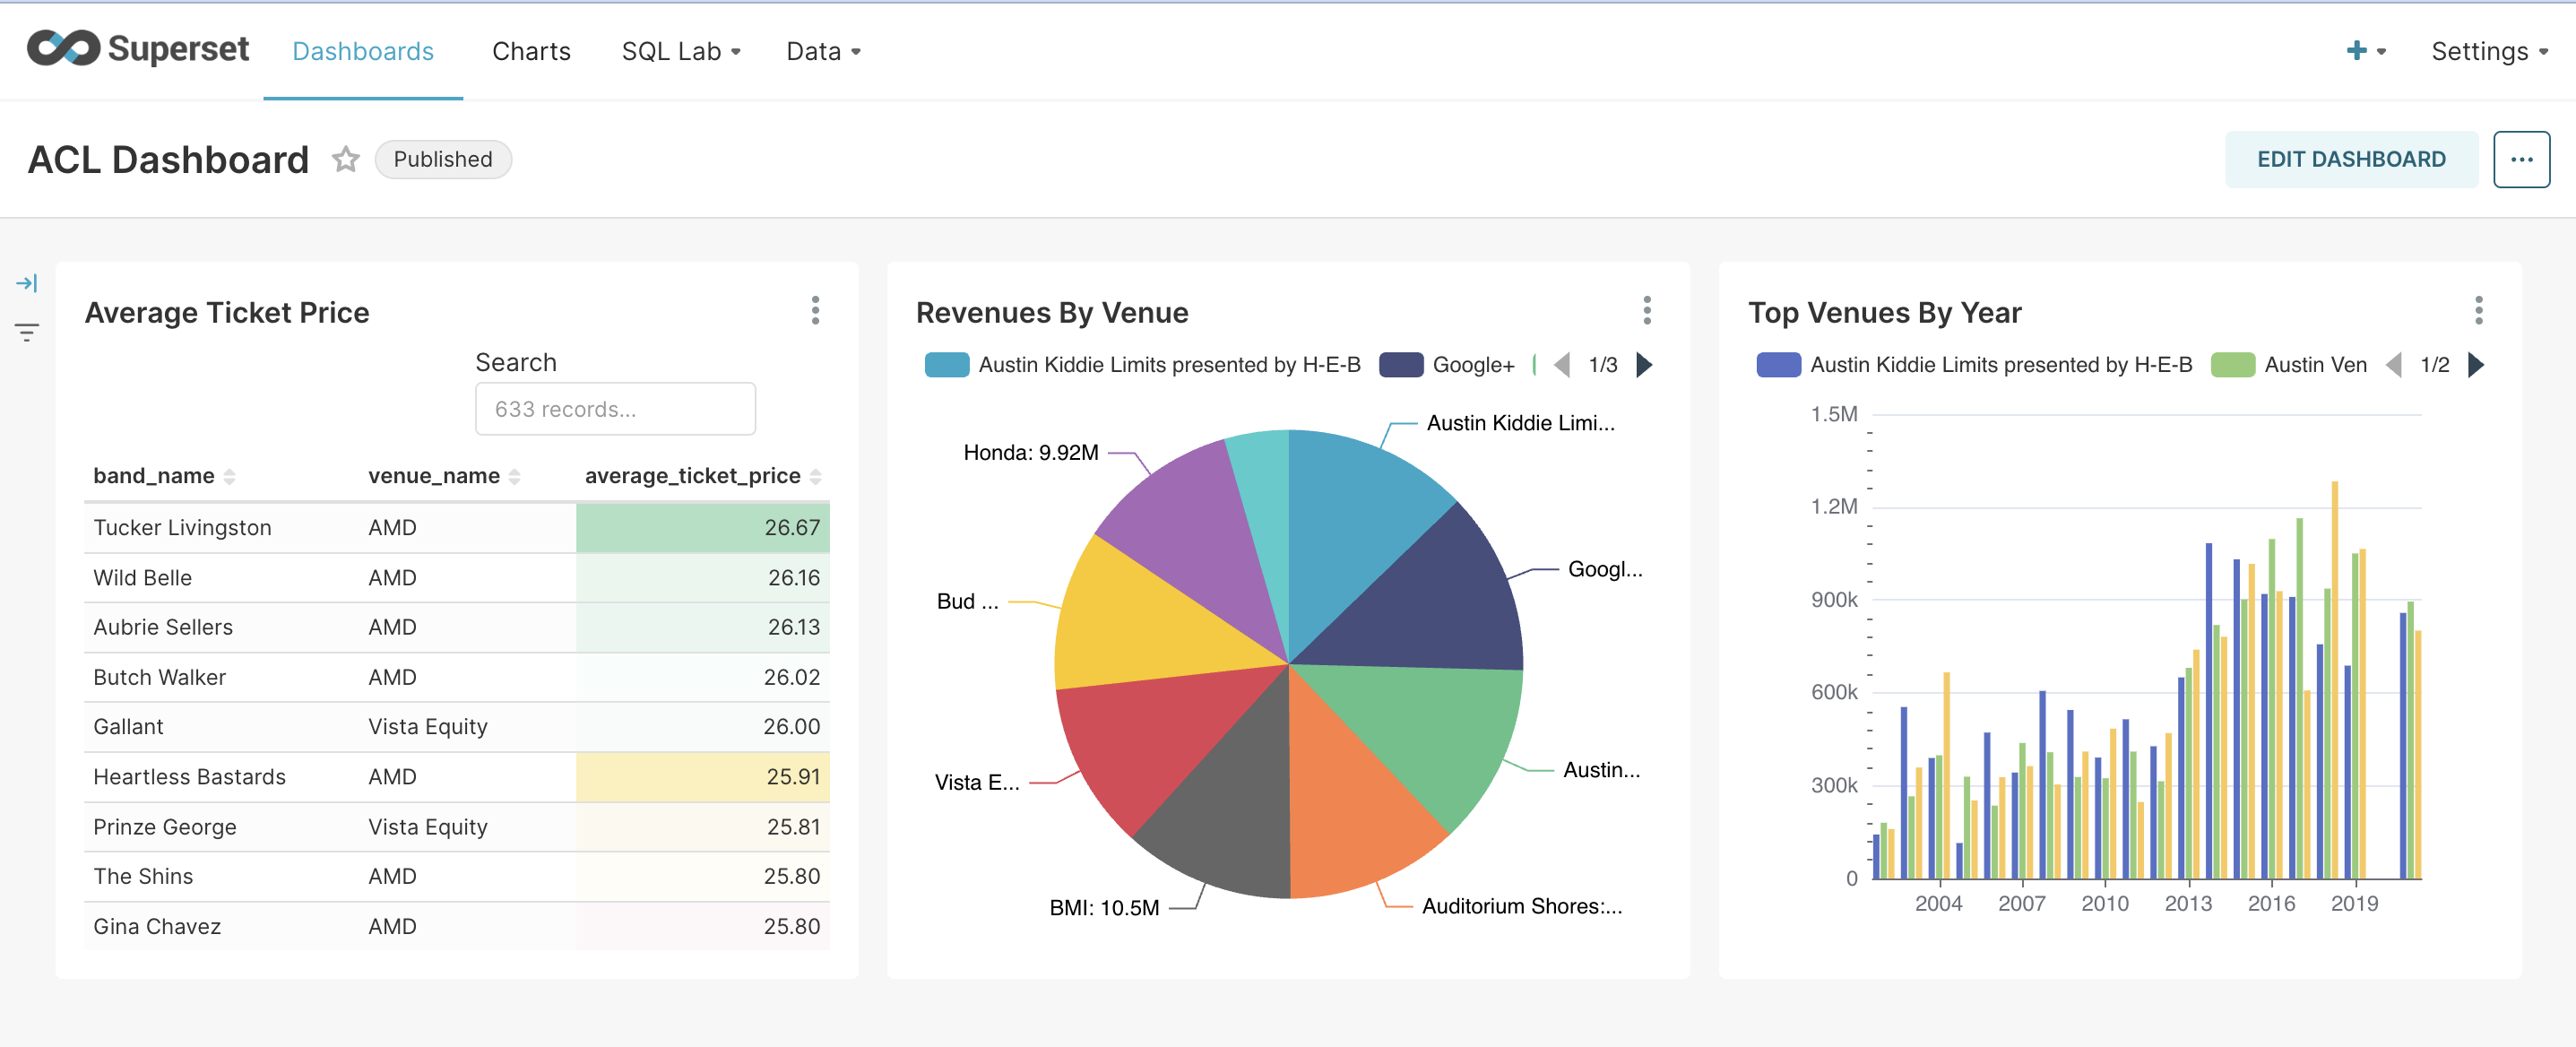 Superset Dashboards Charts SQL Lab Data + Settings
ACL Dashboard Published EDIT DASHBOARD ...
Average Ticket Price
Search
633 records...
band_name venue_name average_ticket_price
Tucker Livingston AMD 26.67
Wild Belle AMD 26.16
Aubrie Sellers AMD 26.13
Butch Walker AMD 26.02
Gallant Vista Equity 26.00
Heartless Bastards AMD 25.91
Prinze George Vista Equity 25.81
The Shins AMD 25.80
Gina Chavez AMD 25.80
Revenues By Venue
Austin Kiddie Limits presented by H-E-B Google+ 1/3
Austin Kiddie Limi...
Honda: 9.92M
Googl...
Bud ...
Austin...
Vista E...
BMI: 10.5M
Auditorium Shores:...
Top Venues By Year
Austin Kiddie Limits presented by H-E-B Austin Ven 1/2
1.5M
1.2M
900k
600k
300k
0
2004 2007 2010 2013 2016 2019